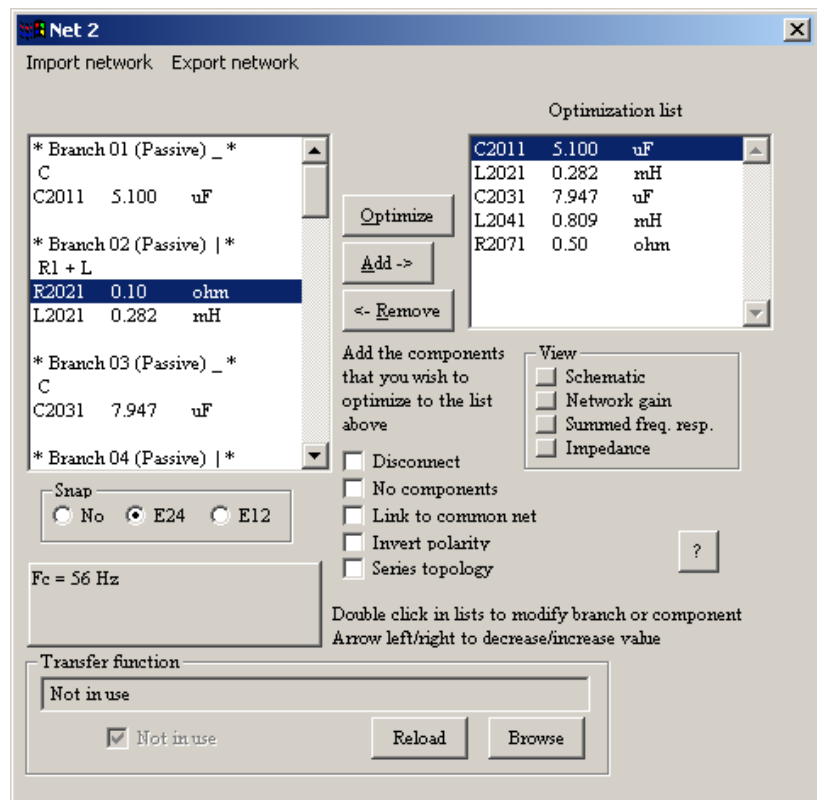 Net 2
Import network Export network
Optimization list
* Branch 01 (Passive) _ *
C
C2011 5.100 uF
* Branch 02 (Passive) | *
R1 + L
R2021 0.10 ohm
L2021 0.282 mH
* Branch 03 (Passive) _ *
C
C2031 7.947 uF
* Branch 04 (Passive) | *
Optimize
Add ->
<- Remove
C2011 5.100 uF
L2021 0.282 mH
C2031 7.947 uF
L2041 0.809 mH
R2071 0.50 ohm
Add the components
that you wish to
optimize to the list
above
View
Schematic
Network gain
Summed freq. resp.
Impedance
Disconnect
No components
Link to common net
Invert polarity
Series topology
?
Snap
No E24 E12
Fc = 56 Hz
Double click in lists to modify branch or component
Arrow left/right to decrease/increase value
Transfer function
Not in use
Not in use Reload Browse